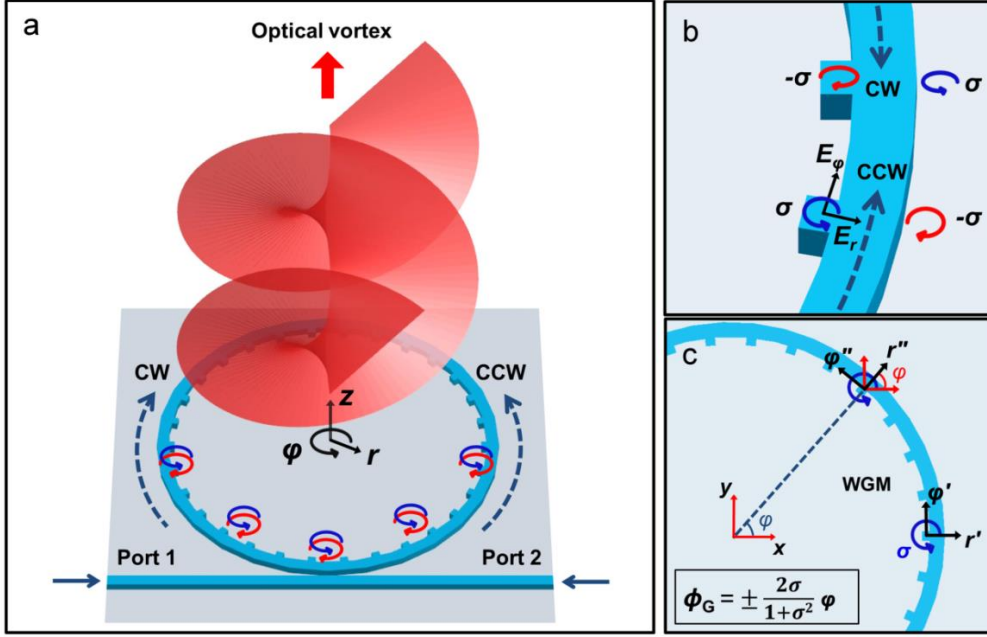 a
Optical vortex
CW
CCW
z
φ
r
Port 1
Port 2
b
-σ
CW
σ
E_φ
CCW
σ
E_r
-σ
c
φ″
r″
φ
WGM
y
φ
x
φ′
σ
r′
ϕ_G = ± 2σ/(1+σ²) φ